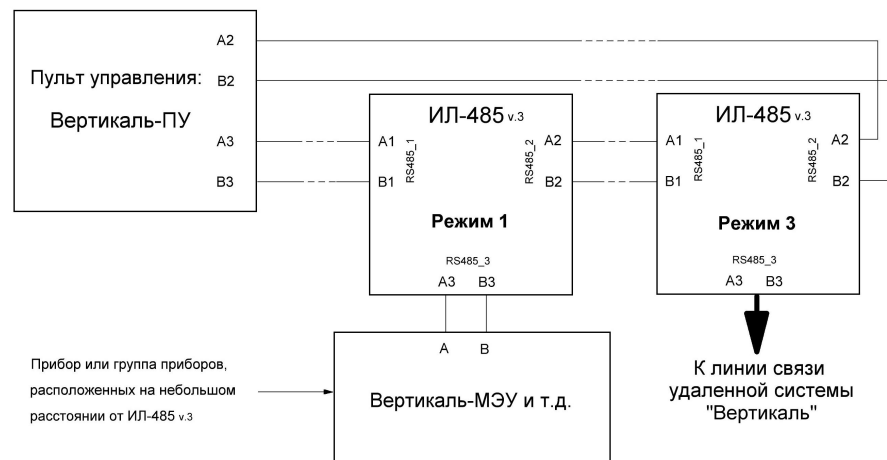 A2
Пульт управления:
B2
Вертикаль-ПУ
A3
B3
ИЛ-485 v.3
A1
RS485_1
RS485_2
A2
B1
B2
Режим 1
RS485_3
A3 B3
ИЛ-485 v.3
A1
RS485_1
RS485_2
A2
B1
B2
Режим 3
RS485_3
A3 B3
A B
Вертикаль-МЭУ и т.д.
Прибор или группа приборов,
расположенных на небольшом
расстоянии от ИЛ-485 v.3
К линии связи
удаленной системы
"Вертикаль"